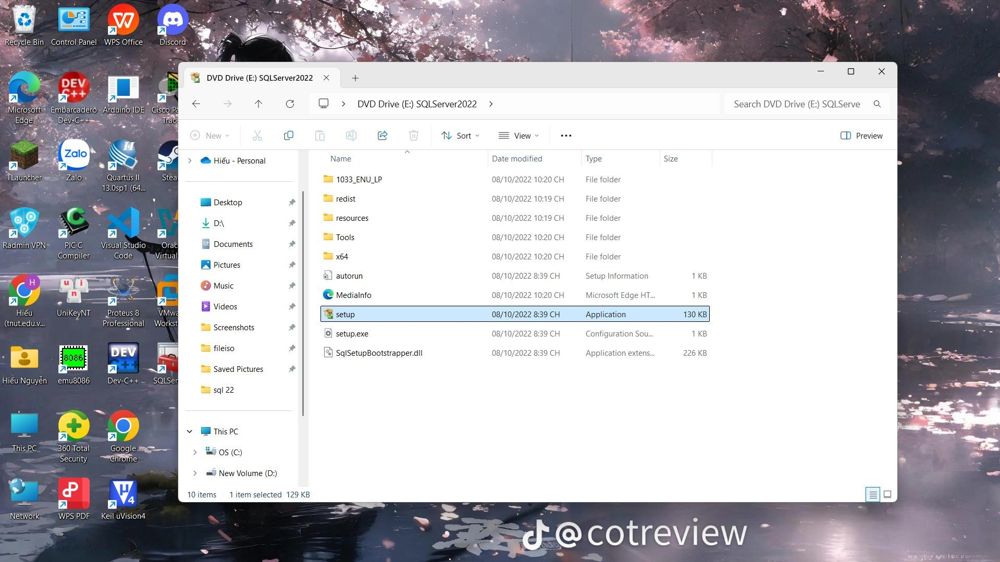 Recycle Bin
Control Panel
WPS Office
Discord
Microsoft Edge
DEV C++
Embarcadero Dev-C++
Arduino IDE
Cisco Pa
Trace
TLauncher
Zalo
Zalo
Quartus II 13.0sp1 (64...
Stea
Radmin VPN
PIC C Compiler
Visual Studio Code
Orac
Virtual
H
Hiếu (tnut.edu.v...
u n i
UniKeyNT
Proteus 8 Professional
VMwa
Workst
Hiếu Nguyễn
8086
emu8086
DEV C++
Dev-C++
SQLSer
This PC
360 Total Security
Google Chrome
Network
WPS PDF
μ 4
Keil uVision4
DVD Drive (E:) SQLServer2022
DVD Drive (E:) SQLServer2022
Search DVD Drive (E:) SQLServe
New
Sort
View
Preview
Hiếu - Personal
Desktop
D:\
Documents
Pictures
Music
Videos
Screenshots
fileiso
Saved Pictures
sql 22
This PC
OS (C:)
New Volume (D:)
Name Date modified Type Size
1033_ENU_LP 08/10/2022 10:20 CH File folder
redist 08/10/2022 10:19 CH File folder
resources 08/10/2022 10:19 CH File folder
Tools 08/10/2022 10:20 CH File folder
x64 08/10/2022 10:20 CH File folder
autorun 08/10/2022 8:39 CH Setup Information 1 KB
MediaInfo 08/10/2022 10:20 CH Microsoft Edge HT... 1 KB
setup 08/10/2022 8:39 CH Application 130 KB
setup.exe 08/10/2022 8:39 CH Configuration Sou... 1 KB
SqlSetupBootstrapper.dll 08/10/2022 8:39 CH Application extens... 226 KB
10 items 1 item selected 129 KB
@cotreview